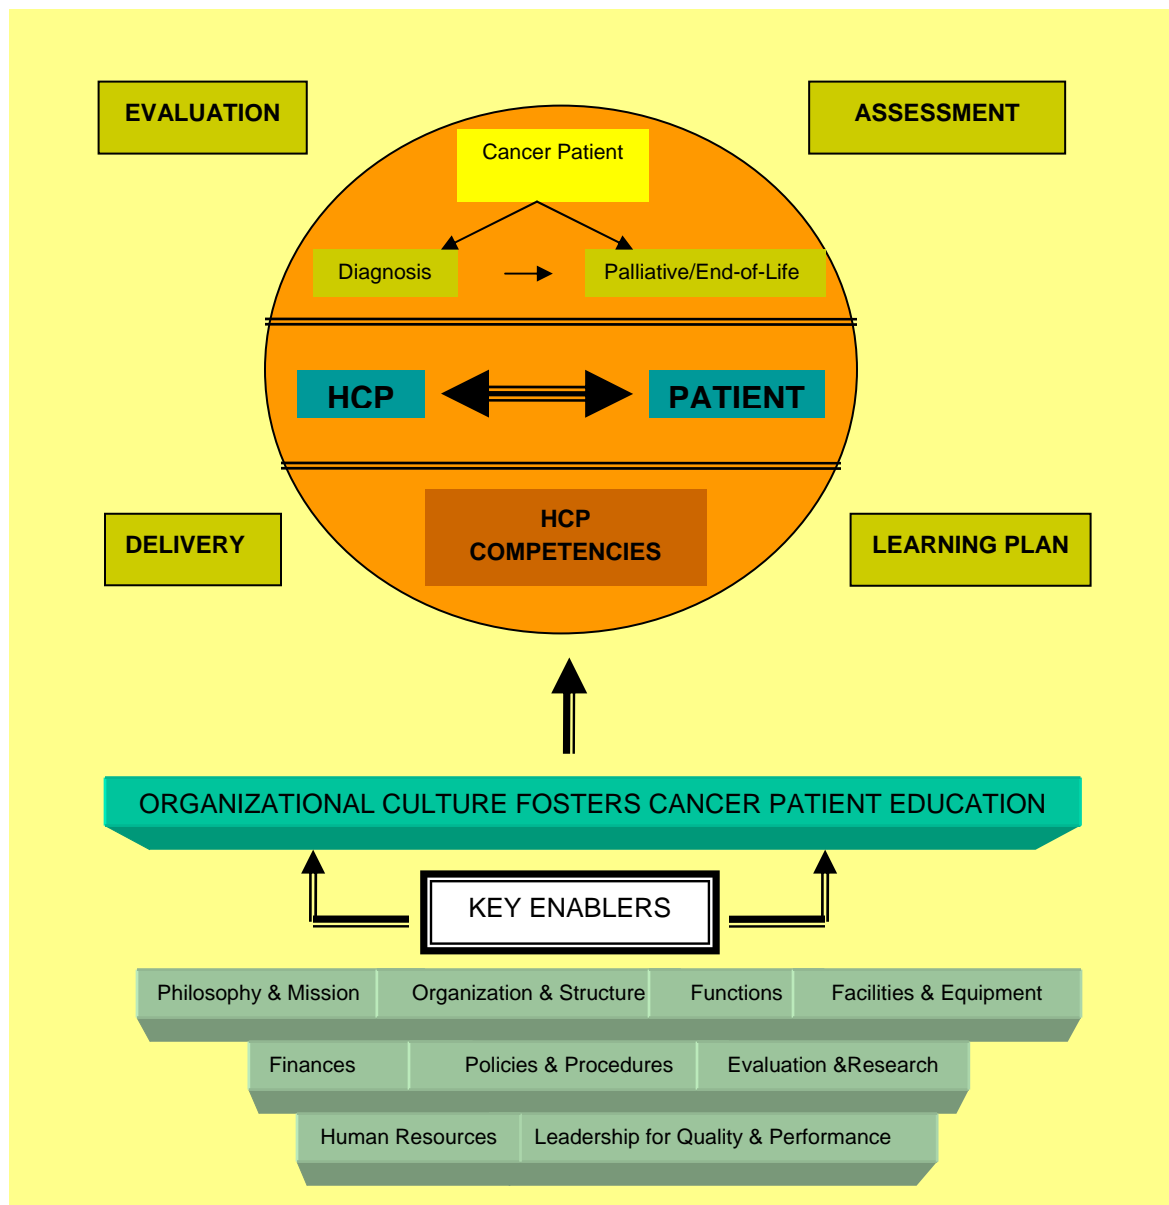 EVALUATION
ASSESSMENT
Cancer Patient
Diagnosis
Palliative/End-of-Life
HCP
PATIENT
HCP
COMPETENCIES
DELIVERY
LEARNING PLAN
ORGANIZATIONAL CULTURE FOSTERS CANCER PATIENT EDUCATION
KEY ENABLERS
Philosophy & Mission
Organization & Structure
Functions
Facilities & Equipment
Finances
Policies & Procedures
Evaluation &Research
Human Resources
Leadership for Quality & Performance